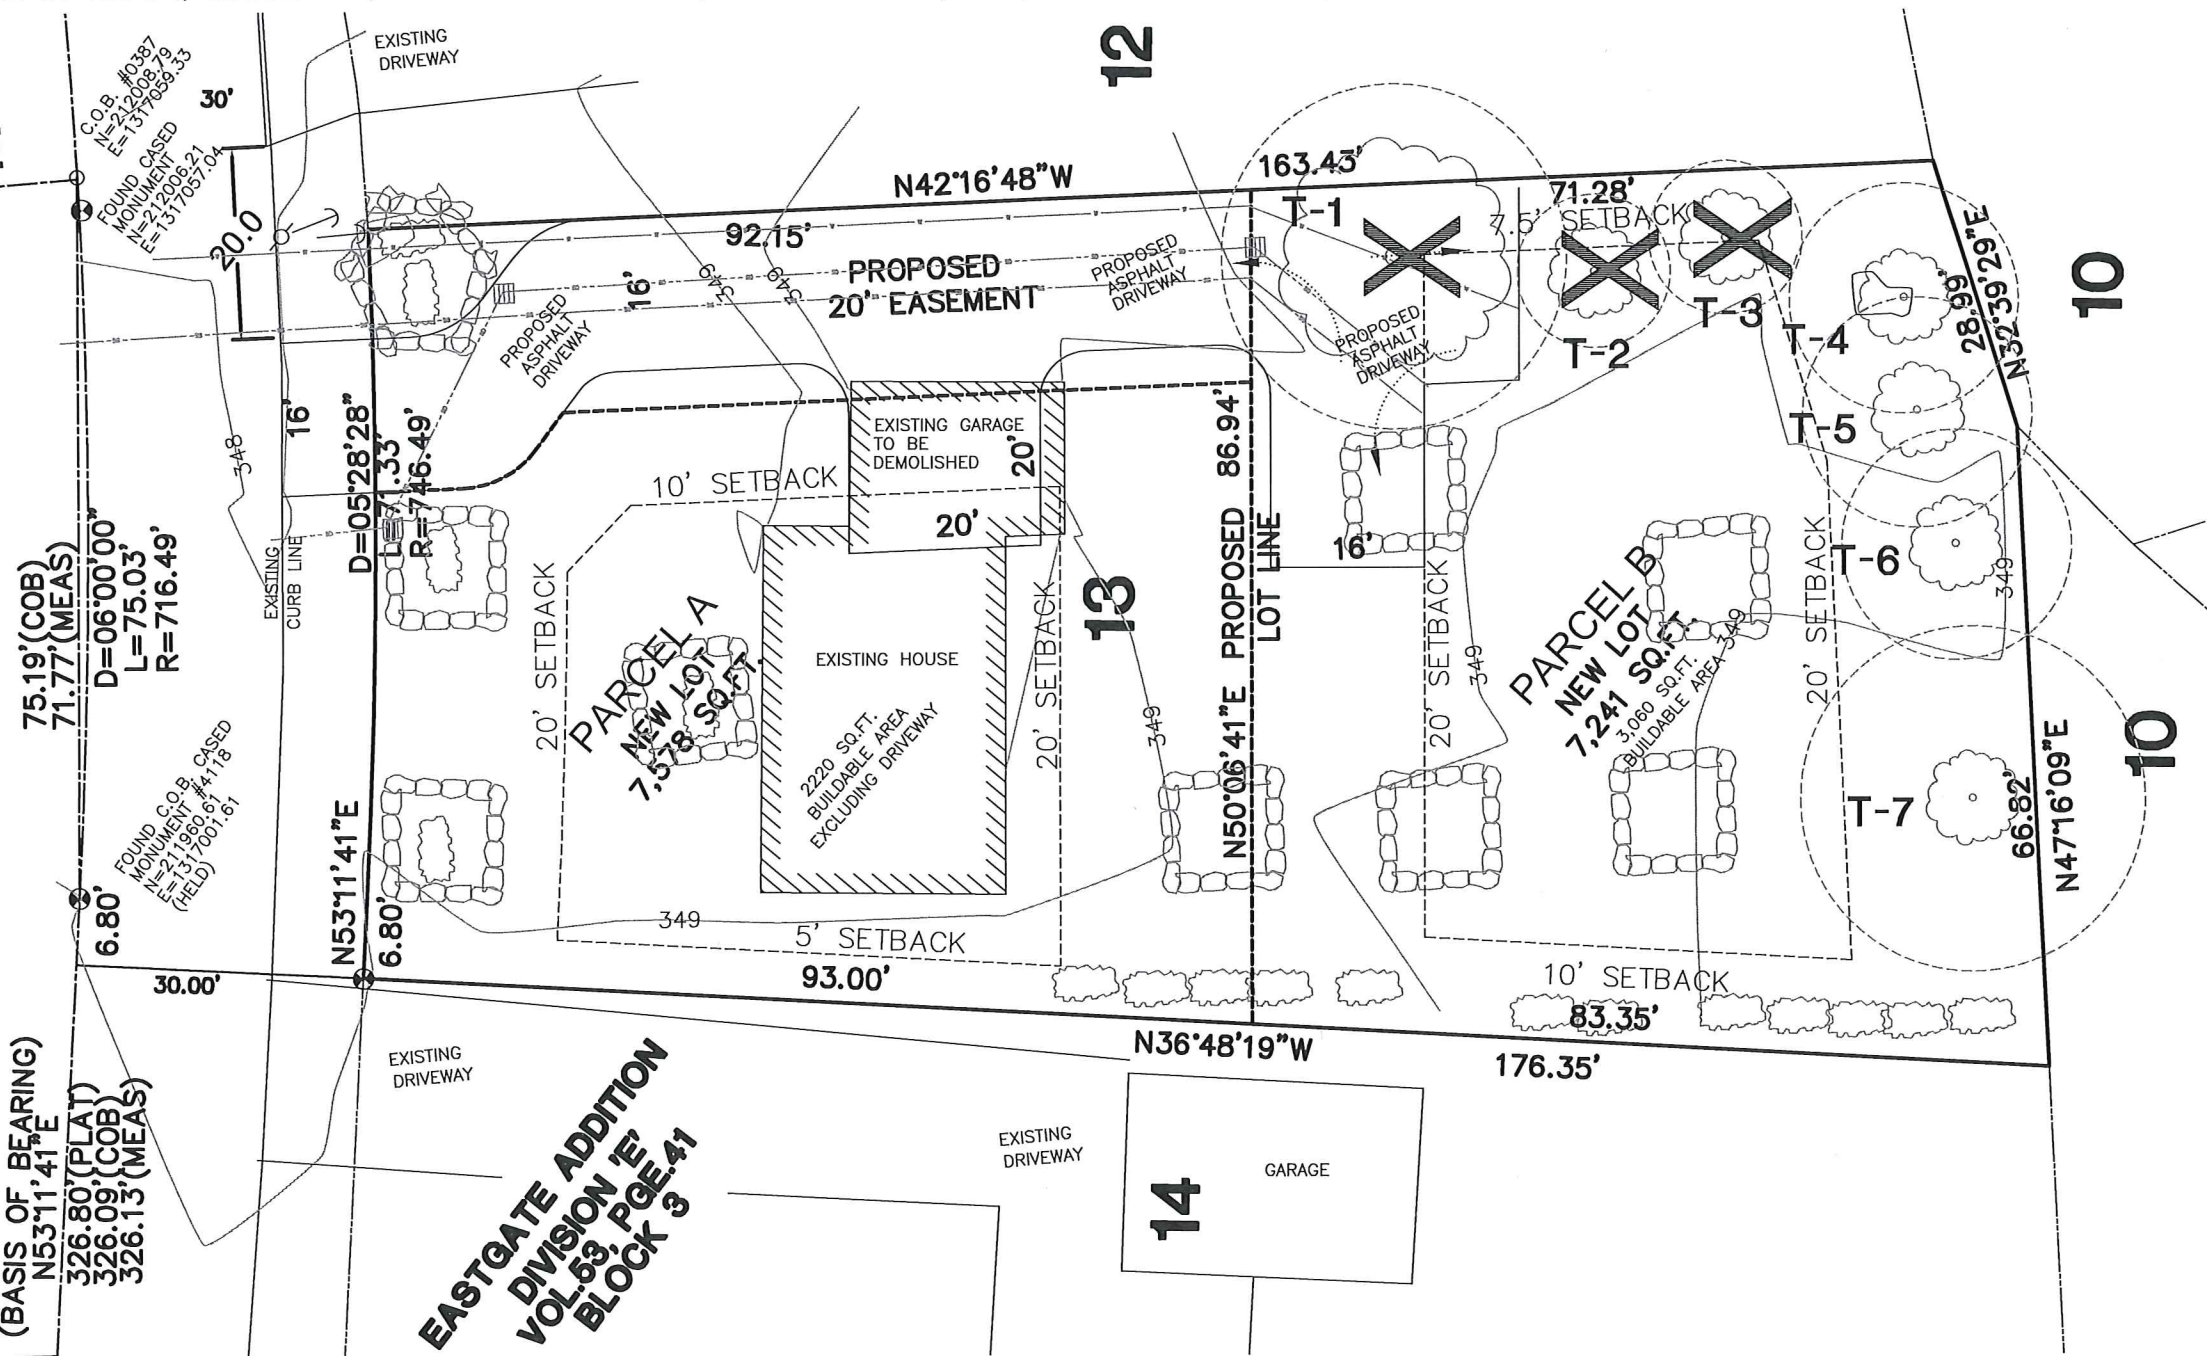 C.O.B. #0387
N=212008.79
E=1317059.33
FOUND CASED
MONUMENT
N=212006.21
E=1317057.04
30'
20.0
EXISTING
DRIVEWAY
12
N42°16'48"W
163.43'
92.15'
71.28'
7.5' SETBACK
PROPOSED
20' EASEMENT
16'
PROPOSED
ASPHALT
DRIVEWAY
PROPOSED
ASPHALT
DRIVEWAY
PROPOSED
ASPHALT
DRIVEWAY
349
349
T-1
T-2
T-3
T-4
T-5
T-6
T-7
28.99'
N32°39'29"E
10
348
16'
D=05°28'28"
R=746.49'
EXISTING
CURB LINE
75.19'(COB)
71.77'(MEAS)
D=06°00'00"
L=75.03'
R=716.49'
EXISTING GARAGE
TO BE
DEMOLISHED
20'
20'
10' SETBACK
20' SETBACK
PARCEL A
NEW LOT
7,578 SQ.FT.
EXISTING HOUSE
2220 SQ.FT.
BUILDABLE AREA
EXCLUDING DRIVEWAY
20' SETBACK
13
349
N50°06'41"E PROPOSED 86.94'
LOT LINE
16'
20' SETBACK
349
PARCEL B
NEW LOT
7,241 SQ.FT.
3,060 SQ.FT.
BUILDABLE AREA
349
20' SETBACK
349
66.82'
N47°16'09"E
10
FOUND C.O.B. CASED
MONUMENT #4118
N=211960.61
E=1317001.61
(HELD)
6.80'
N53°11'41"E
6.80'
30.00'
349
5' SETBACK
93.00'
10' SETBACK
83.35'
N36°48'19"W
176.35'
(BASIS OF BEARING)
N53°11'41"E
326.80'(PLAT)
326.09'(COB)
326.13'(MEAS)
EXISTING
DRIVEWAY
EASTGATE ADDITION
DIVISION 'E'
VOL.53, PGE.41
BLOCK 3
EXISTING
DRIVEWAY
14
GARAGE